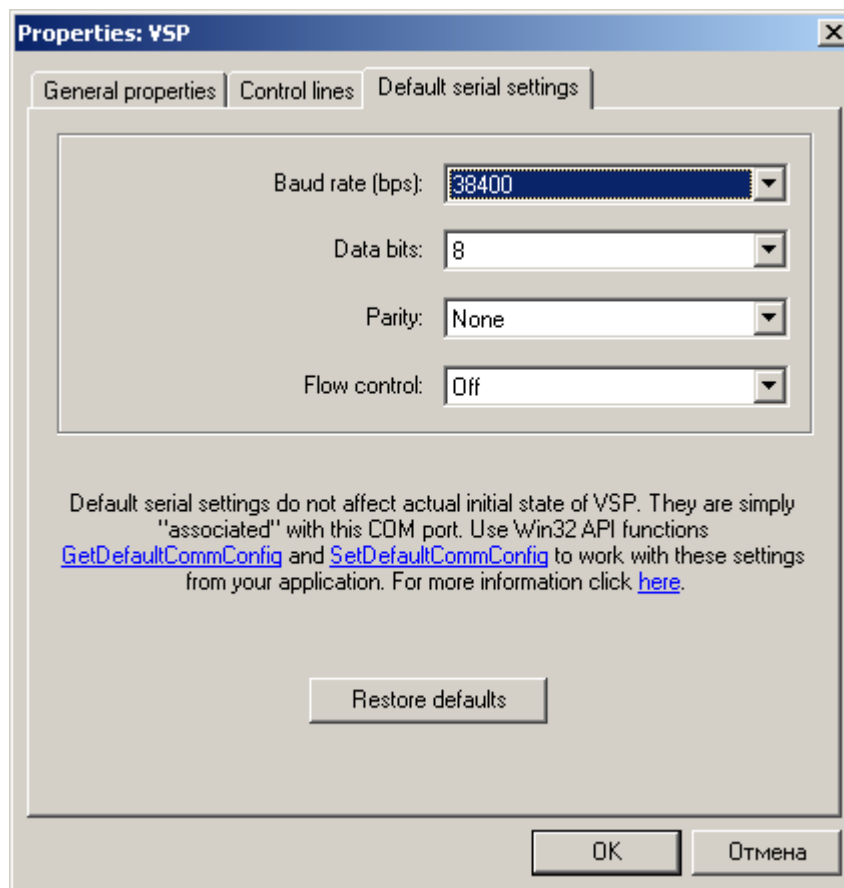 Properties: VSP
General properties
Control lines
Default serial settings
Baud rate (bps):
38400
Data bits:
8
Parity:
None
Flow control:
Off
Default serial settings do not affect actual initial state of VSP. They are simply
"associated" with this COM port. Use Win32 API functions
GetDefaultCommConfig and SetDefaultCommConfig to work with these settings
from your application. For more information click here.
Restore defaults
OK
Отмена